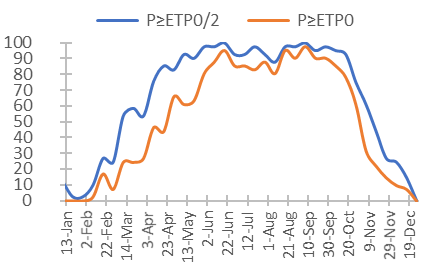 P≥ETP0/2 P≥ETP0
100
90
80
70
60
50
40
30
20
10
0
13-Jan
2-Feb
22-Feb
14-Mar
3-Apr
23-Apr
13-May
2-Jun
22-Jun
12-Jul
1-Aug
21-Aug
10-Sep
30-Sep
20-Oct
9-Nov
29-Nov
19-Dec